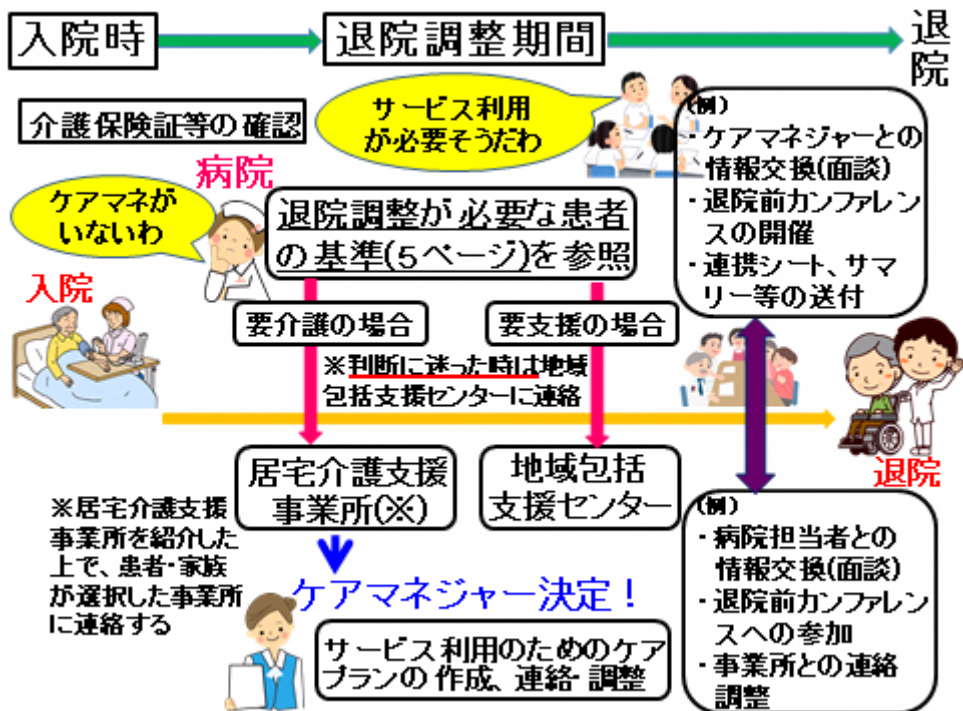 入院時
退院調整期間
退院
介護保険証等の確認
サービス利用
が必要そうだわ
病院
ケアマネが
いないわ
退院調整が必要な患者
の基準(5ページ)を参照
(例)
・ケアマネジャーとの
情報交換(面談)
・退院前カンファレン
スの開催
・連携シート、サマ
リー等の送付
入院
要介護の場合
要支援の場合
※判断に迷った時は地域
包括支援センターに連絡
居宅介護支援
事業所(※)
地域包括
支援センター
退院
※居宅介護支援
事業所を紹介した
上で、患者・家族
が選択した事業所
に連絡する
ケアマネジャー決定！
サービス利用のためのケア
プランの作成、連絡・調整
(例)
・病院担当者との
情報交換(面談)
・退院前カンファレン
スへの参加
・事業所との連絡
調整